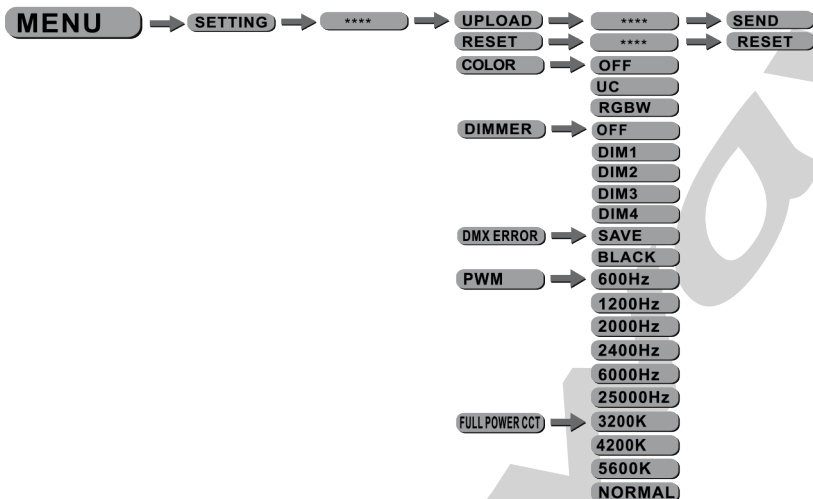 MENU SETTING **** UPLOAD **** SEND
RESET **** RESET
COLOR OFF
UC
RGBW
DIMMER OFF
DIM1
DIM2
DIM3
DIM4
DMX ERROR SAVE
BLACK
PWM 600Hz
1200Hz
2000Hz
2400Hz
6000Hz
25000Hz
FULL POWER CCT 3200K
4200K
5600K
NORMAL